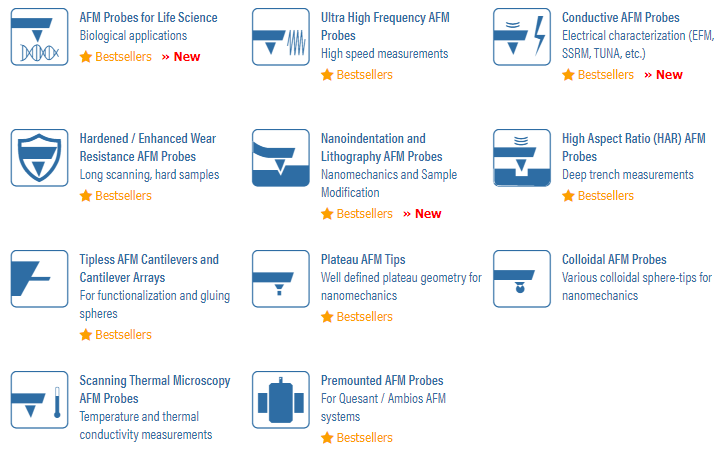 AFM Probes for Life Science
Biological applications
Bestsellers » New
Ultra High Frequency AFM
Probes
High speed measurements
Bestsellers
Conductive AFM Probes
Electrical characterization (EFM,
SSRM, TUNA, etc.)
Bestsellers » New
Hardened / Enhanced Wear
Resistance AFM Probes
Long scanning, hard samples
Bestsellers
Nanoindentation and
Lithography AFM Probes
Nanomechanics and Sample
Modification
Bestsellers » New
High Aspect Ratio (HAR) AFM
Probes
Deep trench measurements
Bestsellers
Tipless AFM Cantilevers and
Cantilever Arrays
For functionalization and gluing
spheres
Bestsellers
Plateau AFM Tips
Well defined plateau geometry for
nanomechanics
Bestsellers
Colloidal AFM Probes
Various colloidal sphere-tips for
nanomechanics
Scanning Thermal Microscopy
AFM Probes
Temperature and thermal
conductivity measurements
Premounted AFM Probes
For Quesant / Ambios AFM
systems
Bestsellers